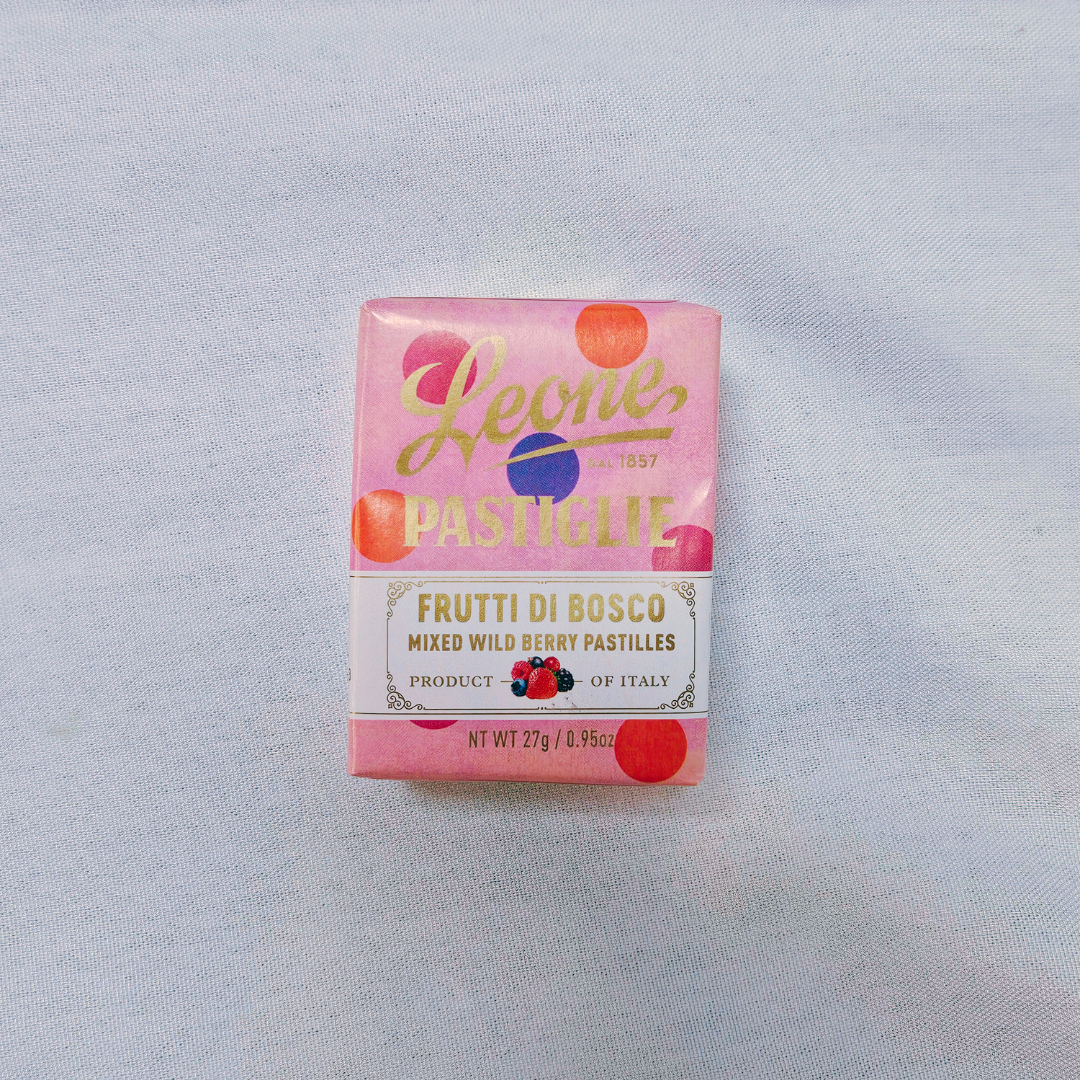 Leone
DAL 1857
PASTIGLIE
FRUTTI DI BOSCO
MIXED WILD BERRY PASTILLES
PRODUCT OF ITALY
NT WT 27g / 0.95oz